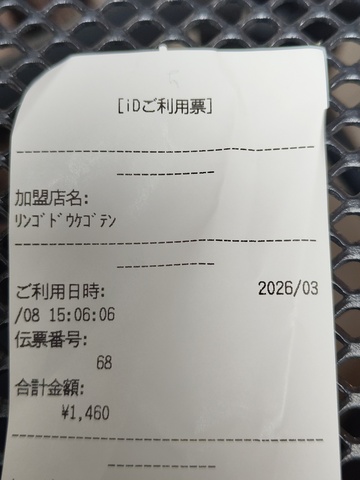 [iDご利用票]
加盟店名:
ﾘﾝｺﾞﾄﾞｳｹｺﾞﾃﾝ
ご利用日時: 2026/03
/08 15:06:06
伝票番号:
68
合計金額:
¥1,460